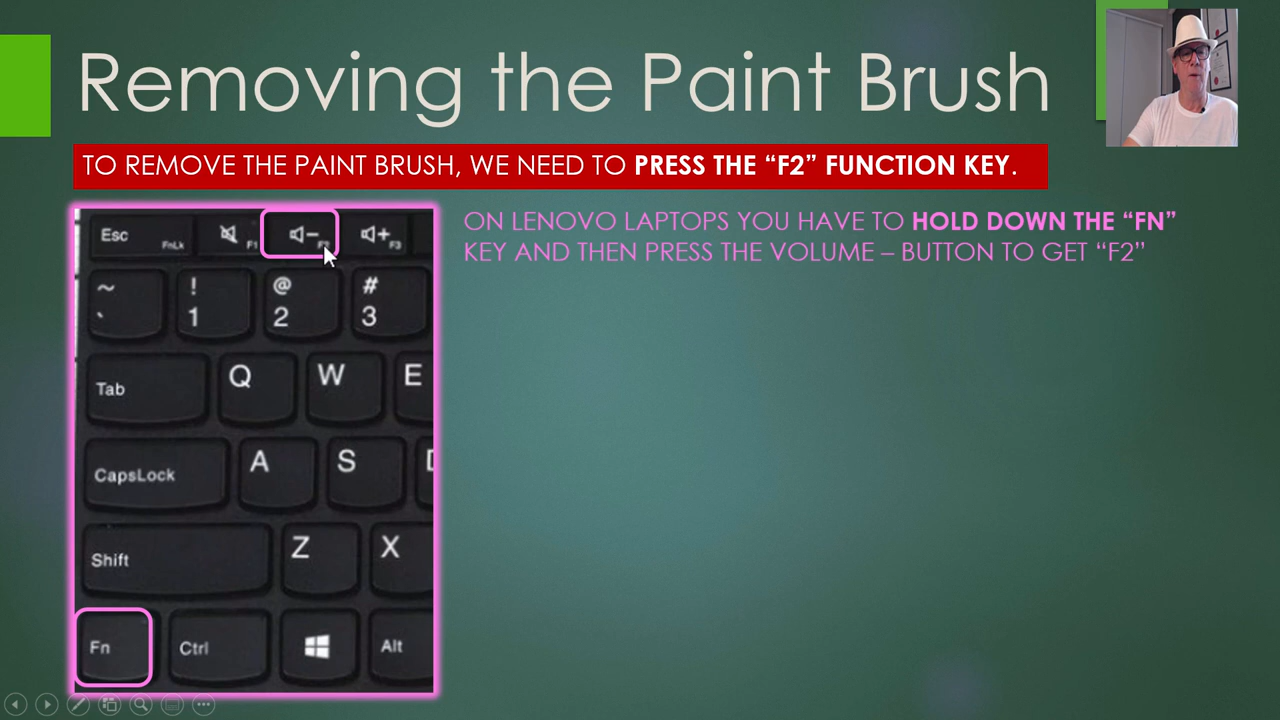 Removing the Paint Brush
TO REMOVE THE PAINT BRUSH, WE NEED TO PRESS THE “F2” FUNCTION KEY.
ON LENOVO LAPTOPS YOU HAVE TO HOLD DOWN THE “FN”
KEY AND THEN PRESS THE VOLUME – BUTTON TO GET “F2”
Esc FnLk F1 F2 F3
~ ! @ #
` 1 2 3
Tab Q W E
CapsLock A S
Shift Z X
Fn Ctrl Alt